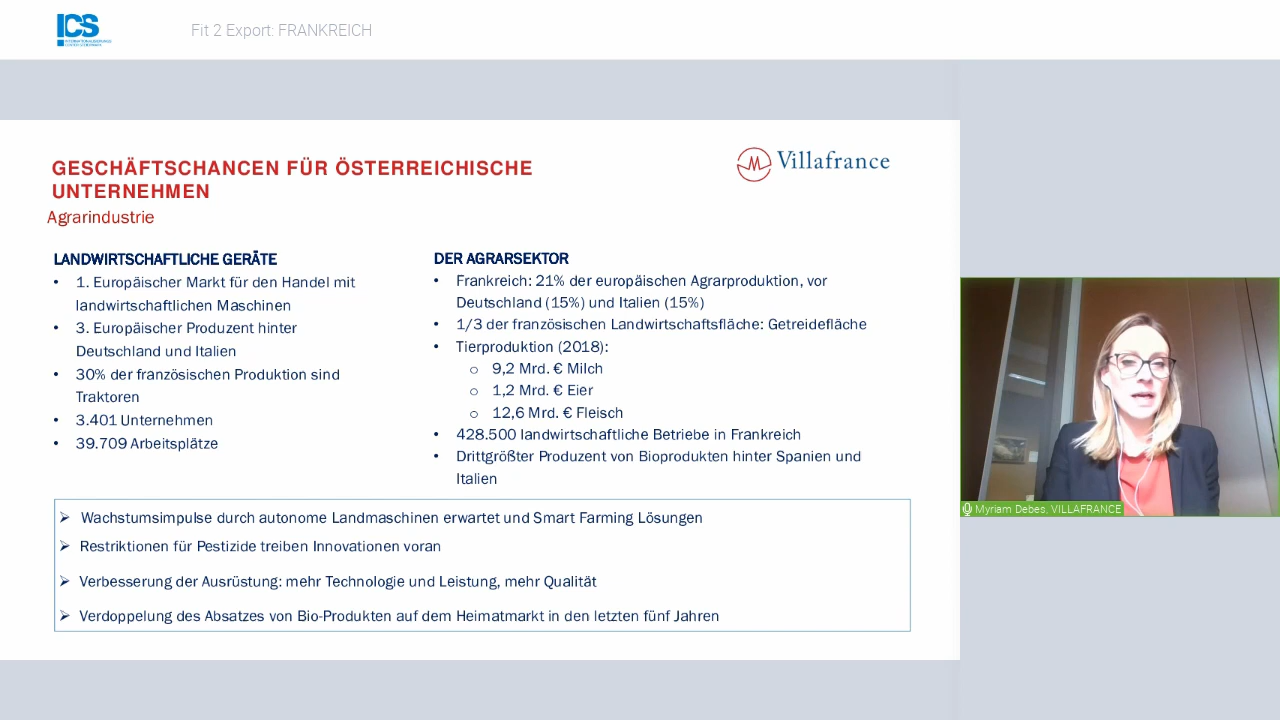 ICS
Fit 2 Export: FRANKREICH
GESCHÄFTSCHANCEN FÜR ÖSTERREICHISCHE
UNTERNEHMEN
Villafrance
Agrarindustrie
LANDWIRTSCHAFTLICHE GERÄTE
• 1. Europäischer Markt für den Handel mit
landwirtschaftlichen Maschinen
• 3. Europäischer Produzent hinter
Deutschland und Italien
• 30% der französischen Produktion sind
Traktoren
• 3.401 Unternehmen
• 39.709 Arbeitsplätze
DER AGRARSEKTOR
• Frankreich: 21% der europäischen Agrarproduktion, vor
Deutschland (15%) und Italien (15%)
• 1/3 der französischen Landwirtschaftsfläche: Getreidefläche
• Tierproduktion (2018):
o 9,2 Mrd. € Milch
o 1,2 Mrd. € Eier
o 12,6 Mrd. € Fleisch
• 428.500 landwirtschaftliche Betriebe in Frankreich
• Drittgrößter Produzent von Bioprodukten hinter Spanien und
Italien
➢ Wachstumsimpulse durch autonome Landmaschinen erwartet und Smart Farming Lösungen
➢ Restriktionen für Pestizide treiben Innovationen voran
➢ Verbesserung der Ausrüstung: mehr Technologie und Leistung, mehr Qualität
➢ Verdoppelung des Absatzes von Bio-Produkten auf dem Heimatmarkt in den letzten fünf Jahren
Myriam Debes, VILLAFRANCE